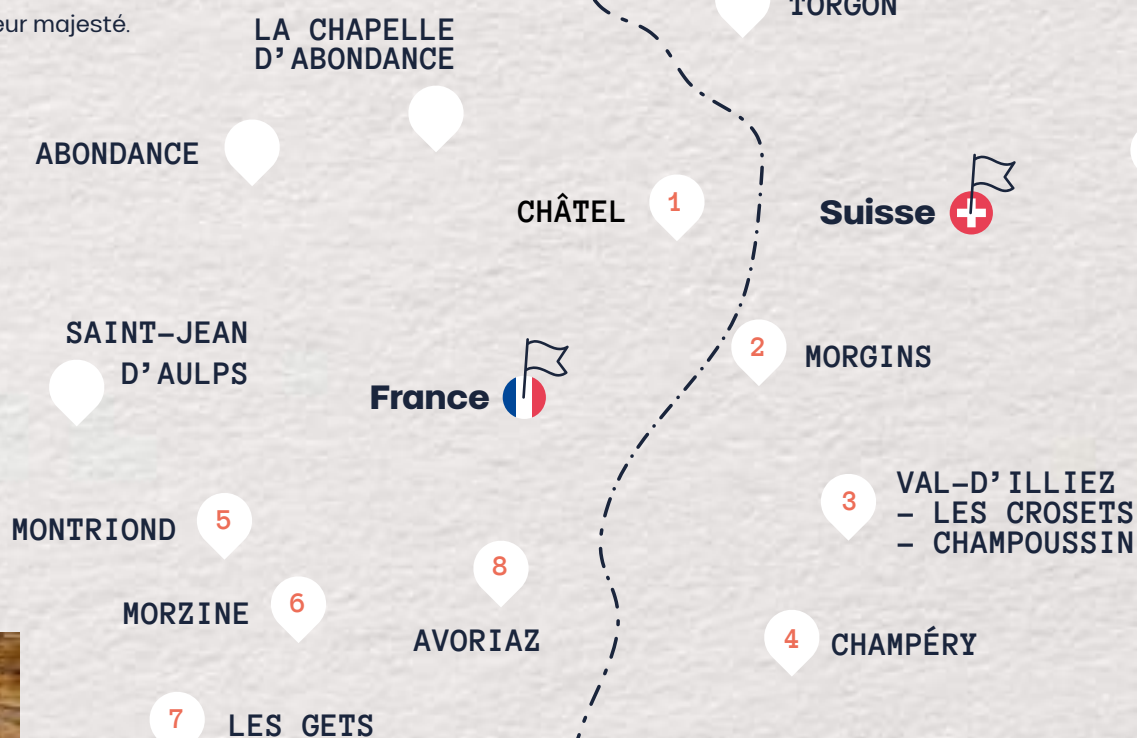 eur majesté.
TORGON
LA CHAPELLE
D'ABONDANCE
ABONDANCE
CHÂTEL
1
Suisse
SAINT–JEAN
D'AULPS
France
2
MORGINS
3
VAL–D'ILLIEZ
– LES CROSETS
– CHAMPOUSSIN
MONTRIOND
5
8
AVORIAZ
MORZINE
6
4
CHAMPÉRY
7
LES GETS